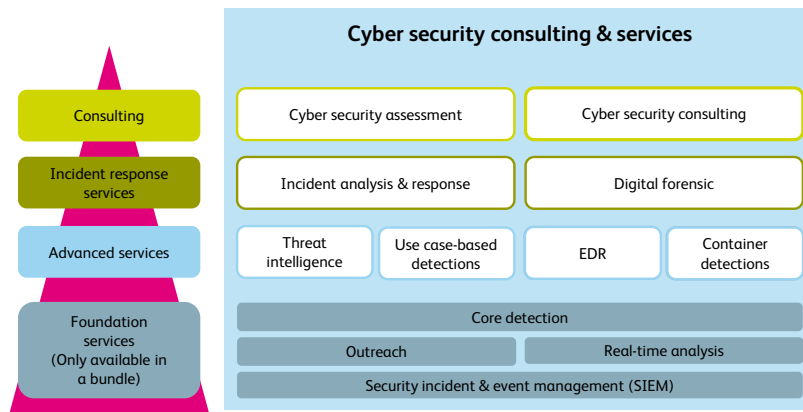 Cyber security consulting & services
Consulting
Cyber security assessment
Cyber security consulting
Incident response
services
Incident analysis & response
Digital forensic
Advanced services
Threat
intelligence
Use case-based
detections
EDR
Container
detections
Foundation
services
(Only available in
a bundle)
Core detection
Outreach
Real-time analysis
Security incident & event management (SIEM)